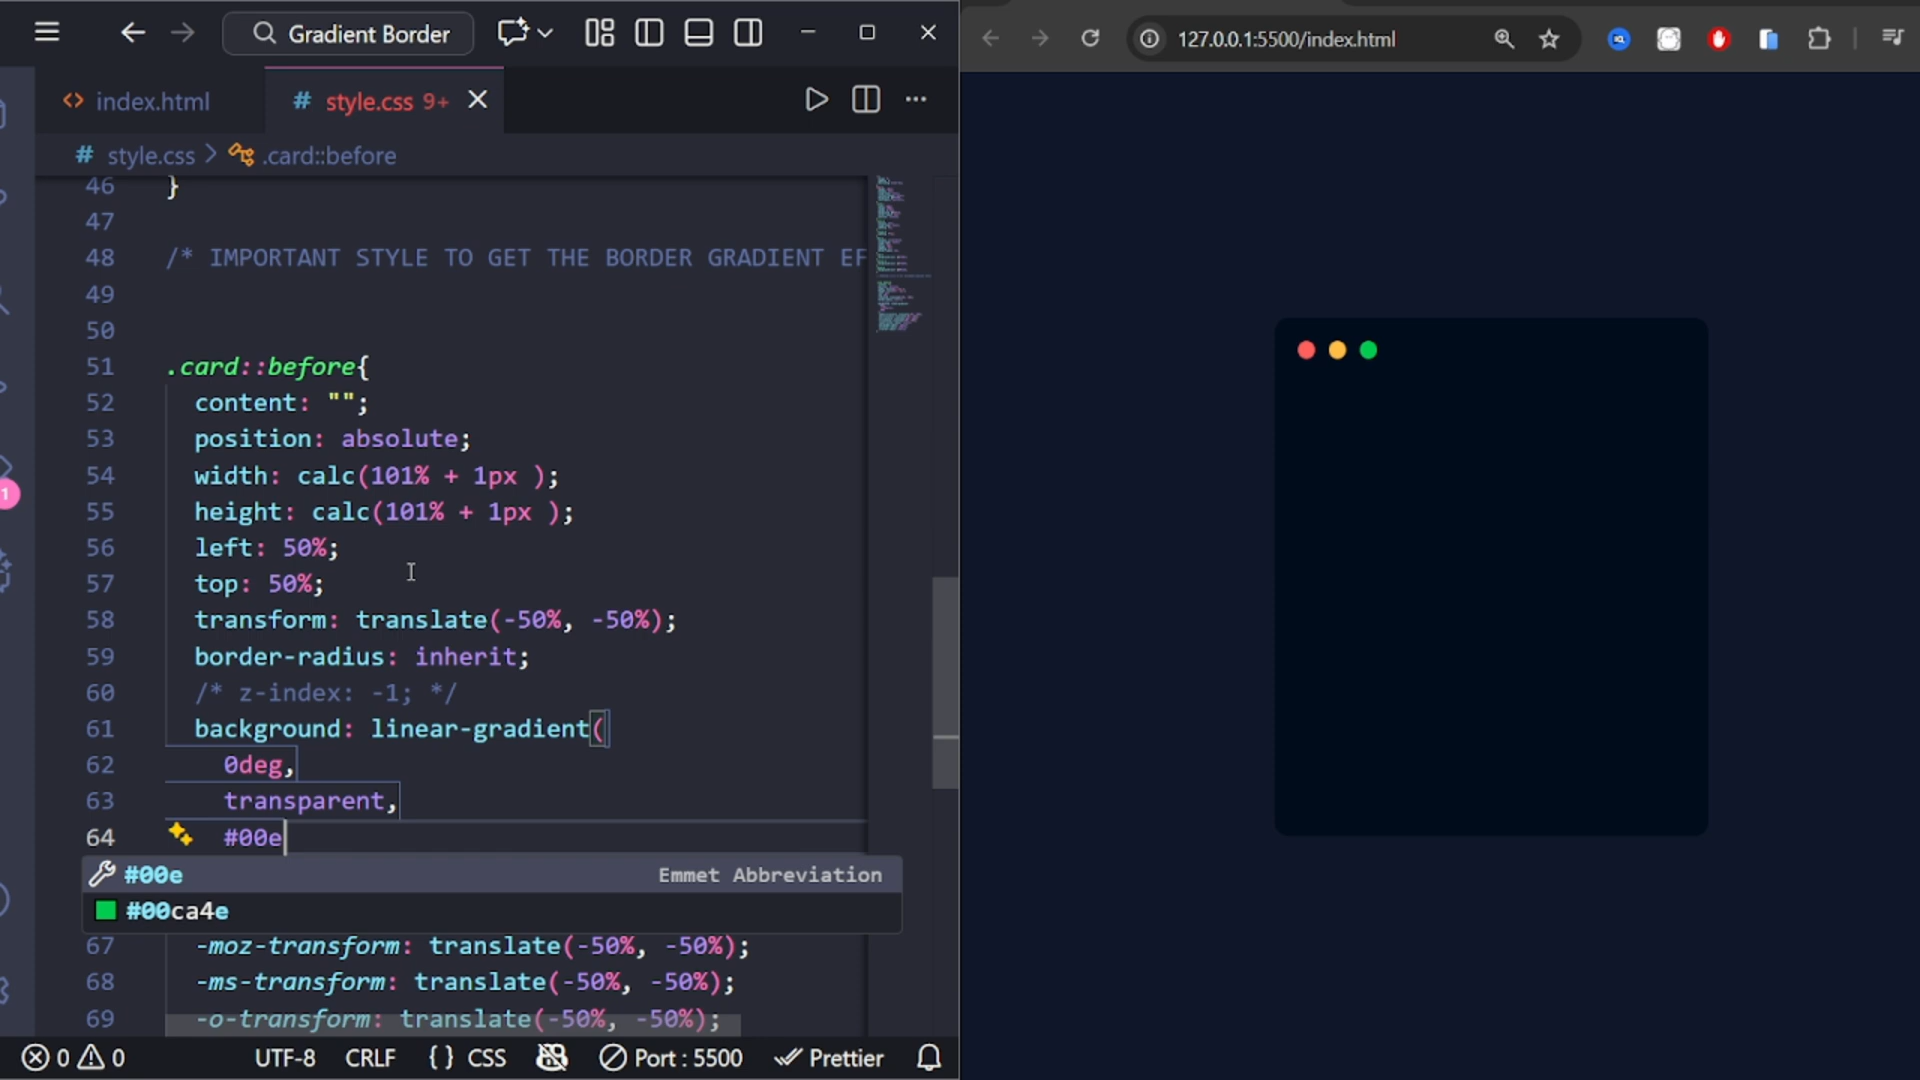 Gradient Border
127.0.0.1:5500/index.html
index.html
style.css 9+
style.css > .card::before
46 }
47
48 /* IMPORTANT STYLE TO GET THE BORDER GRADIENT EF
49
50
51 .card::before{
52 content: "";
53 position: absolute;
54 width: calc(101% + 1px );
55 height: calc(101% + 1px );
56 left: 50%;
57 top: 50%;
58 transform: translate(-50%, -50%);
59 border-radius: inherit;
60 /* z-index: -1; */
61 background: linear-gradient(
62 0deg,
63 transparent,
64 #00e
#00e Emmet Abbreviation
#00ca4e
67 -moz-transform: translate(-50%, -50%);
68 -ms-transform: translate(-50%, -50%);
69 -o-transform: translate(-50%, -50%);
1
0 0 UTF-8 CRLF {} CSS Port : 5500 Prettier